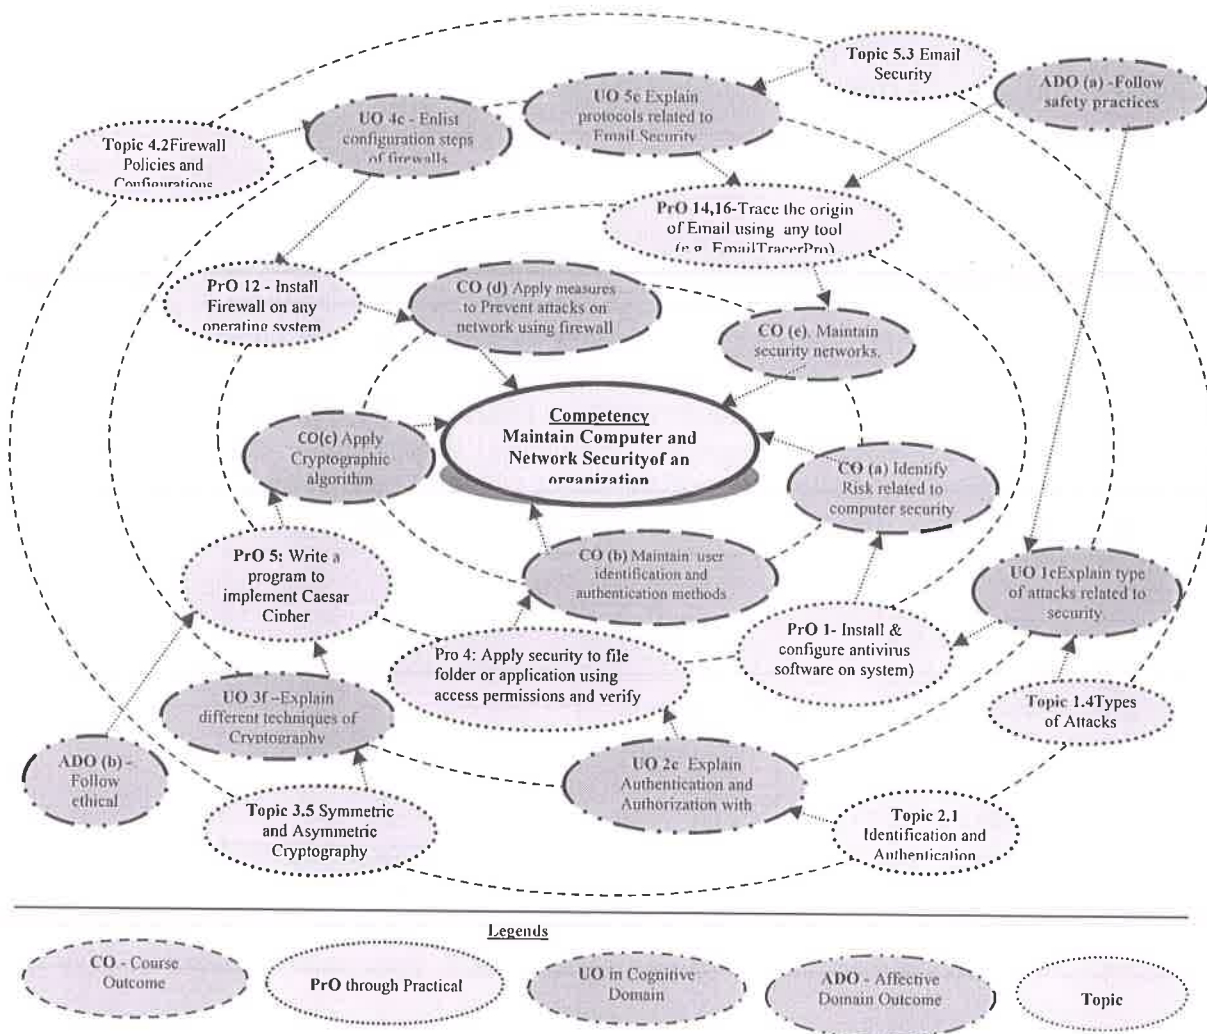 Topic 5.3 Email
Security
ADO (a) -Follow
safety practices
UO 5e Explain
protocols related to
Email Security
UO 4c - Enlist
configuration steps
of firewalls
Topic 4.2Firewall
Policies and
Configurations
PrO 14,16-Trace the origin
of Email using any tool
(e.g. EmailTracerPro)
PrO 12 - Install
Firewall on any
operating system
CO (d) Apply measures
to Prevent attacks on
network using firewall
CO (e). Maintain
security networks.
Competency
Maintain Computer and
Network Securityof an
organization
CO(c) Apply
Cryptographic
algorithm
CO (a) Identify
Risk related to
computer security
CO (b) Maintain user
identification and
authentication methods
PrO 5: Write a
program to
implement Caesar
Cipher
UO 1cExplain type
of attacks related to
security.
PrO 1- Install &
configure antivirus
software on system)
Pro 4: Apply security to file
folder or application using
access permissions and verify
UO 3f –Explain
different techniques of
Cryptography
Topic 1.4Types
of Attacks
ADO (b) –
Follow
ethical
UO 2c Explain
Authentication and
Authorization with
Topic 3.5 Symmetric
and Asymmetric
Cryptography
Topic 2.1
Identification and
Authentication
Legends
CO - Course
Outcome
PrO through Practical
UO in Cognitive
Domain
ADO - Affective
Domain Outcome
Topic